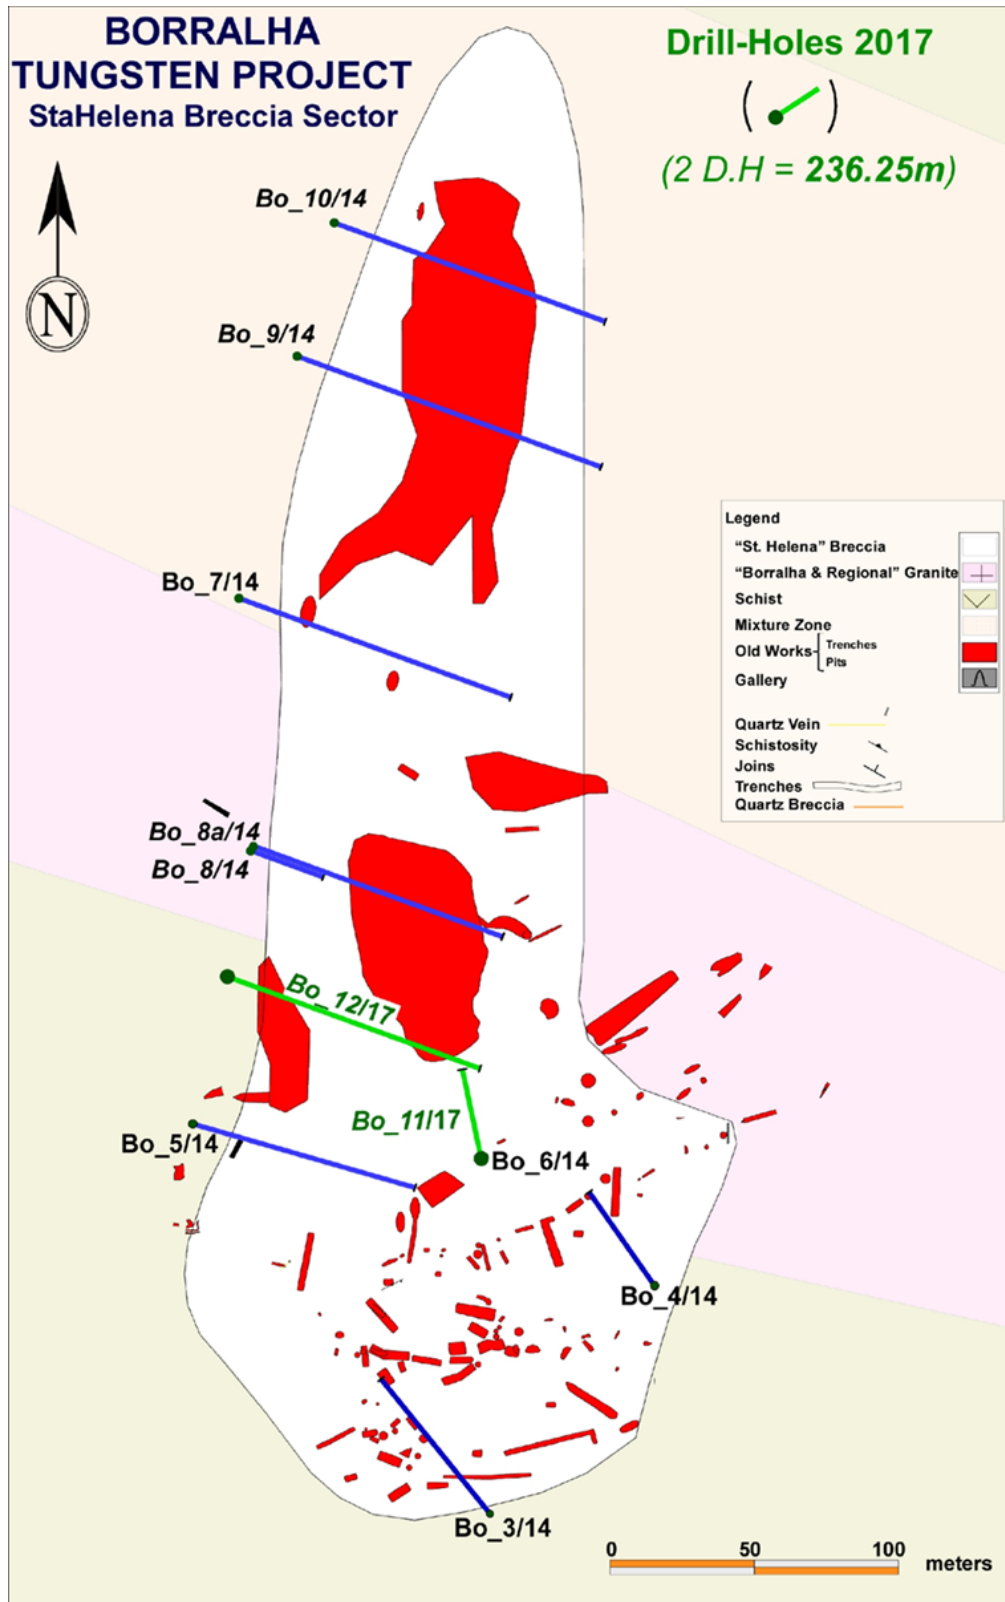 BORRALHA
TUNGSTEN PROJECT
StaHelena Breccia Sector
Drill-Holes 2017
(2 D.H = 236.25m)
N
Bo_10/14
Bo_9/14
Bo_7/14
Bo_8a/14
Bo_8/14
Bo_12/17
Bo_11/17
Bo_5/14
Bo_6/14
Bo_4/14
Bo_3/14
Legend
"St. Helena" Breccia
"Borralha & Regional" Granite
Schist
Mixture Zone
Old Works
Trenches
Pits
Gallery
Quartz Vein
Schistosity
Joins
Trenches
Quartz Breccia
0 50 100
meters